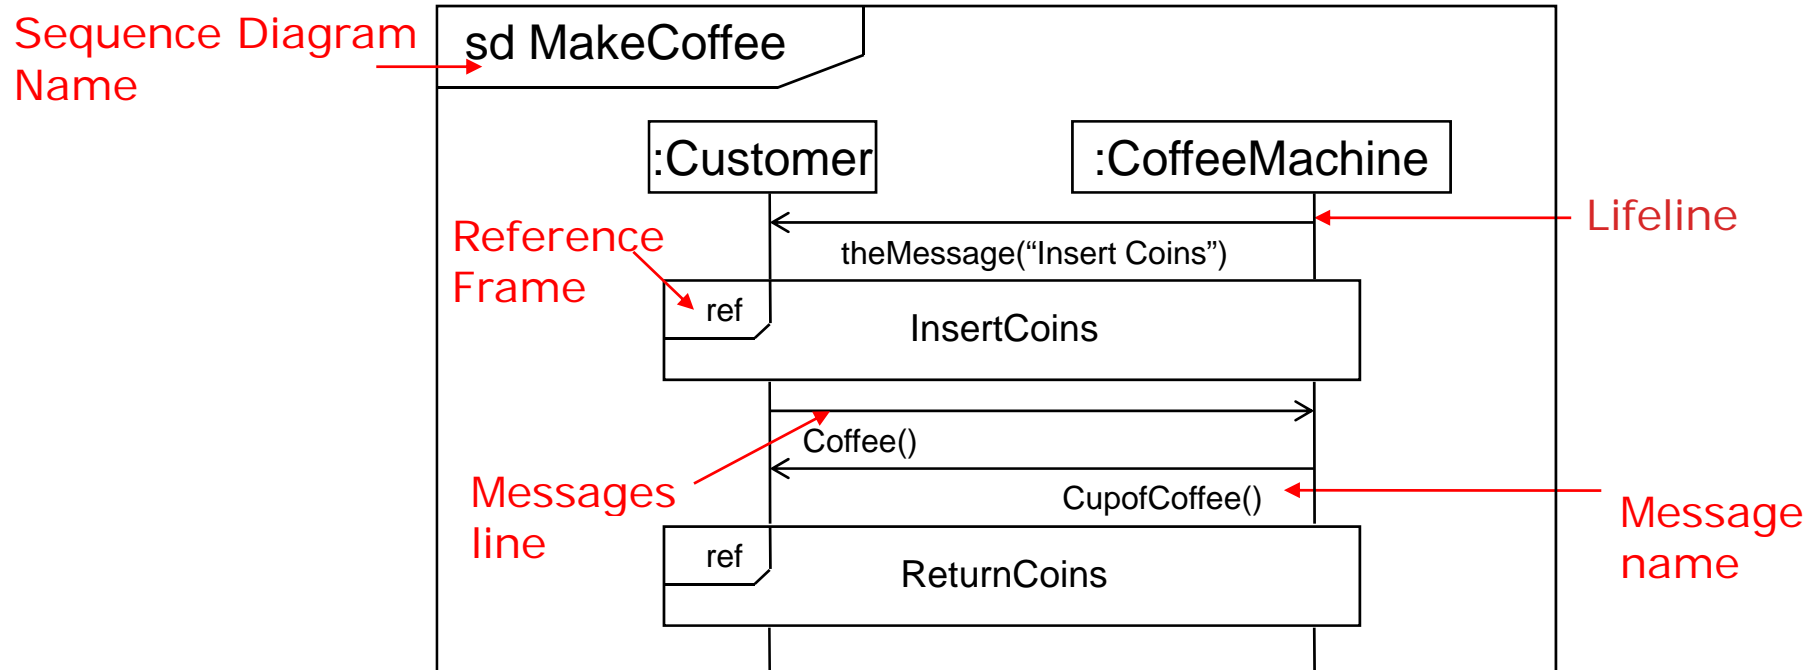 Sequence Diagram
Name
sd MakeCoffee
:Customer
:CoffeeMachine
Lifeline
Reference
Frame
theMessage(“Insert Coins”)
ref
InsertCoins
Coffee()
Messages
line
CupofCoffee()
Message
name
ref
ReturnCoins